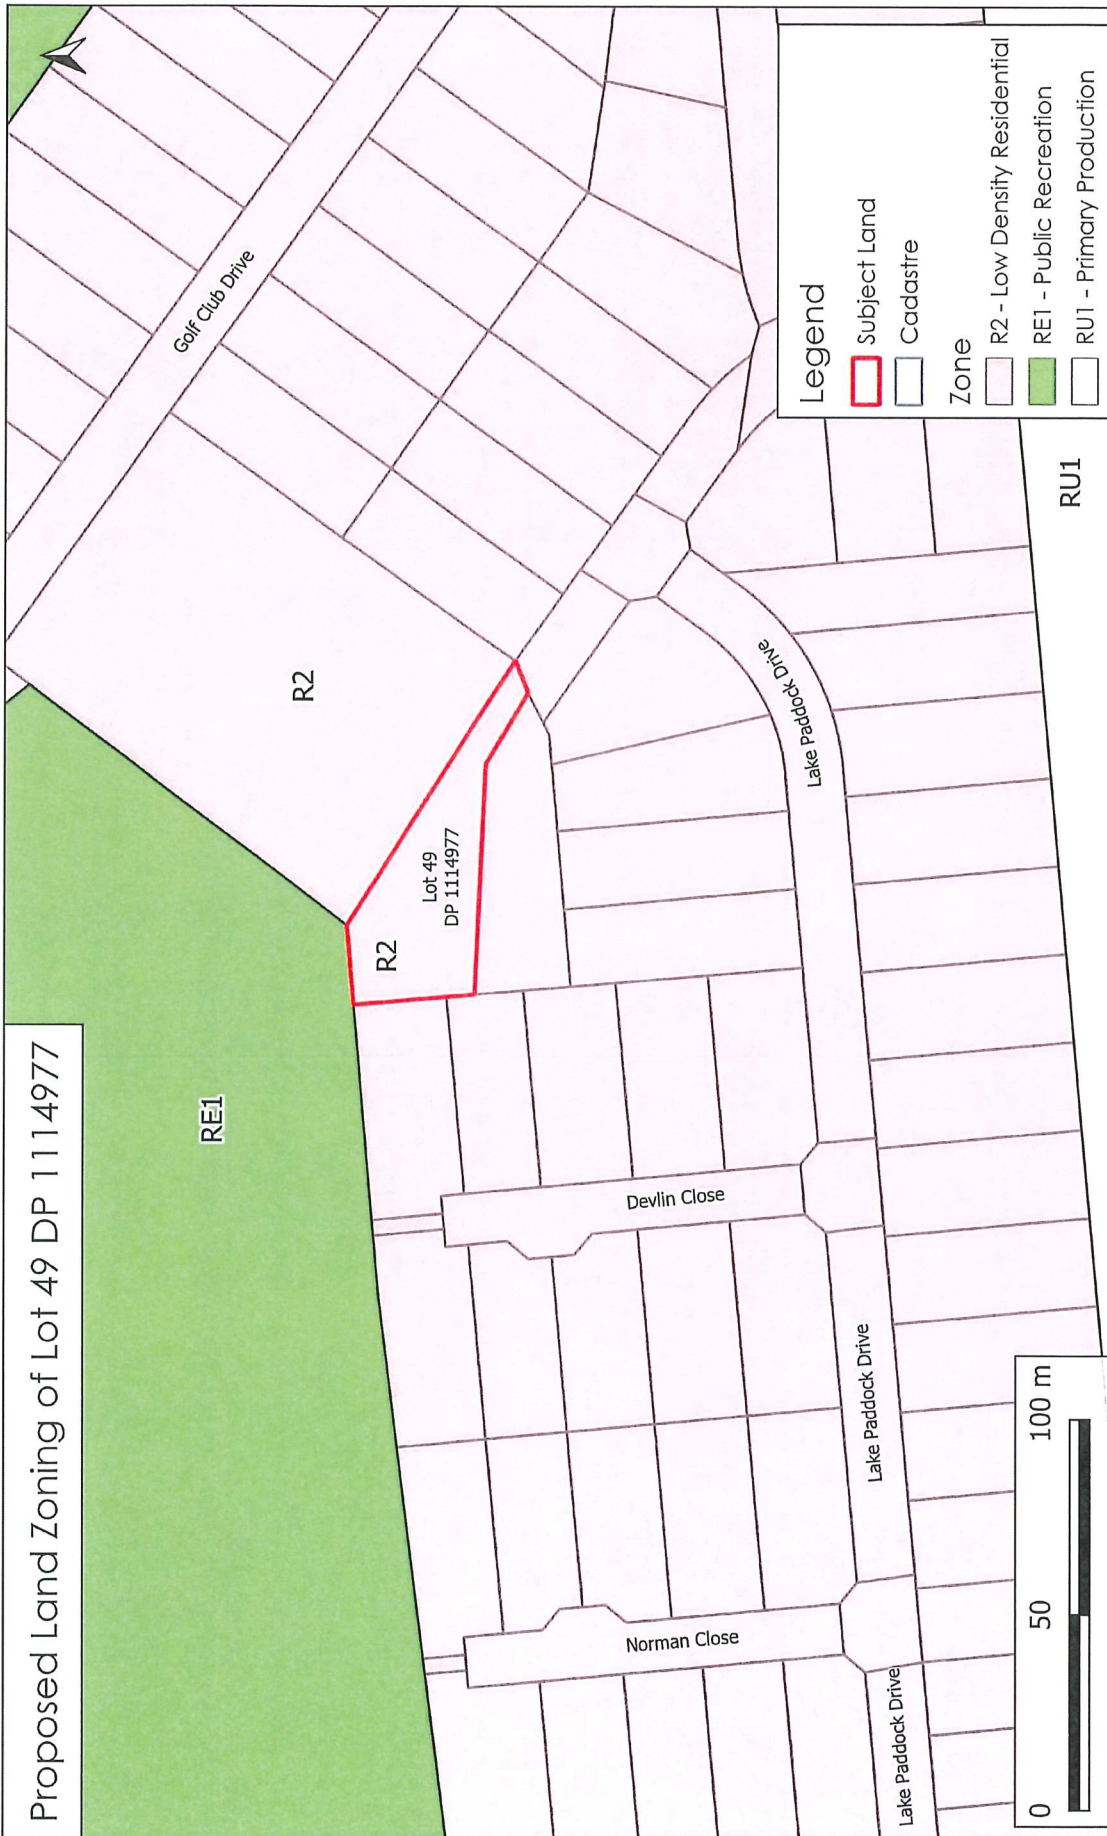 Proposed Land Zoning of Lot 49 DP 1114977
RE1
R2
Golf Club Drive
R2
Lot 49
DP 1114977
Devlin Close
Norman Close
Lake Paddock Drive
Lake Paddock Drive
Lake Paddock Drive
RU1
0 50 100 m
Legend
Subject Land
Cadastre
Zone
R2 - Low Density Residential
RE1 - Public Recreation
RU1 - Primary Production